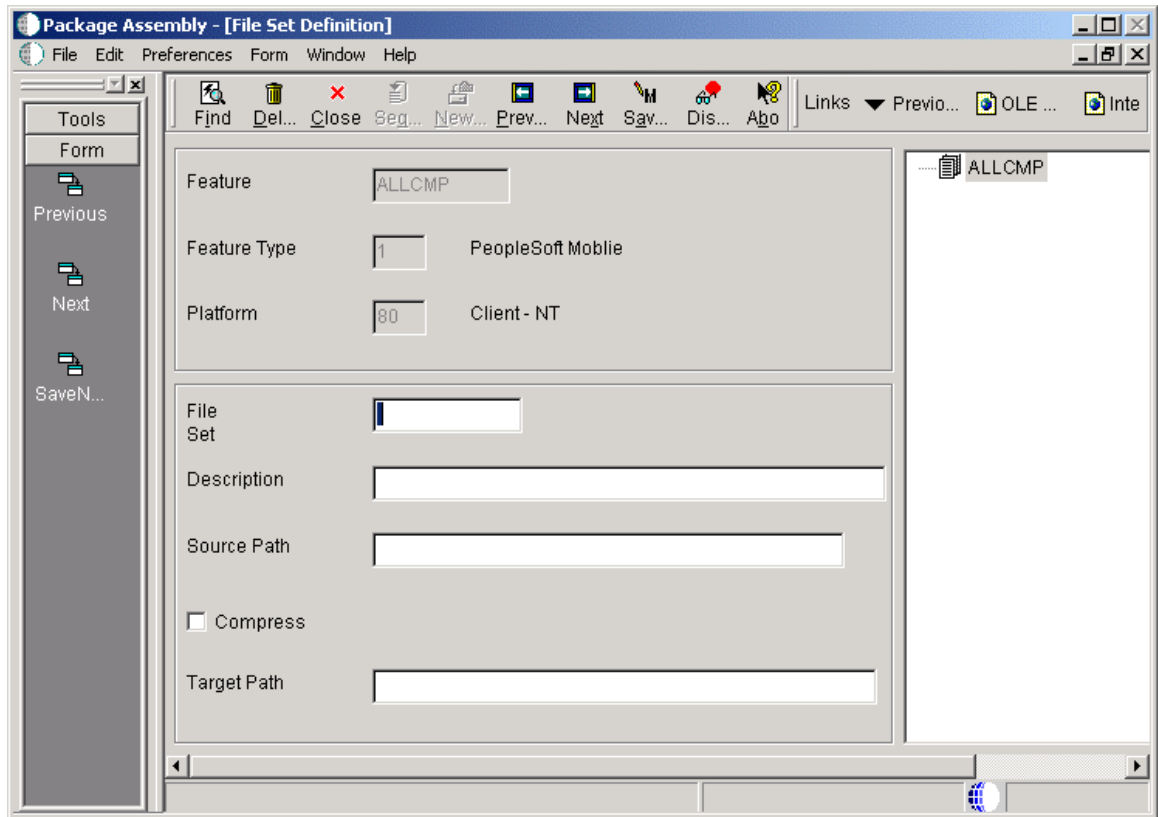 Package Assembly - [File Set Definition]
File Edit Preferences Form Window Help
Tools
Form
Previous
Next
SaveN...
Find Del... Close Seq... New... Prev... Next Sav... Dis... Abo
Links Previo... OLE ... Inte
Feature ALLCMP
Feature Type 1 PeopleSoft Moblie
Platform 80 Client - NT
File
Set
Description
Source Path
Compress
Target Path
ALLCMP